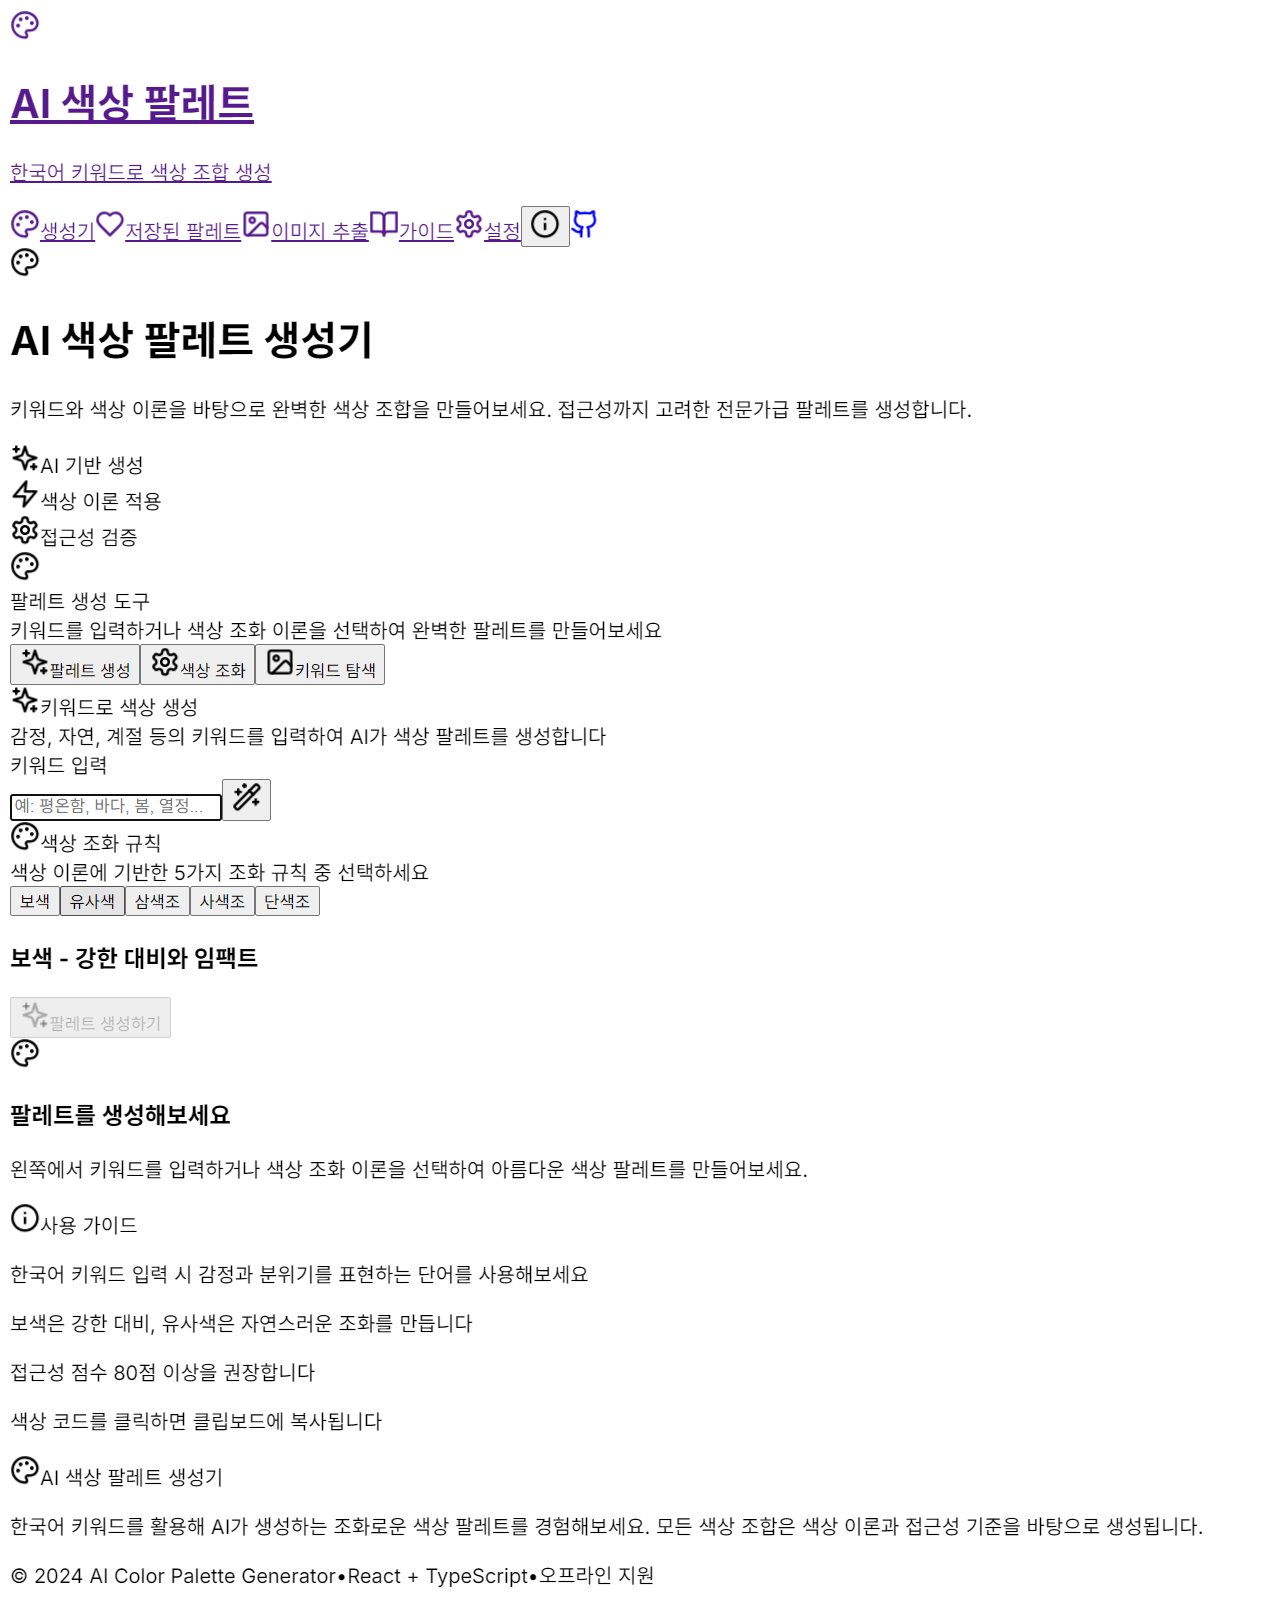 AI 색상 팔레트
한국어 키워드로 색상 조합 생성
생성기 저장된 팔레트 이미지 추출 가이드 설정
AI 색상 팔레트 생성기
키워드와 색상 이론을 바탕으로 완벽한 색상 조합을 만들어보세요. 접근성까지 고려한 전문가급 팔레트를 생성합니다.
AI 기반 생성
색상 이론 적용
접근성 검증
팔레트 생성 도구
키워드를 입력하거나 색상 조화 이론을 선택하여 완벽한 팔레트를 만들어보세요
팔레트 생성 색상 조화 키워드 탐색
키워드로 색상 생성
감정, 자연, 계절 등의 키워드를 입력하여 AI가 색상 팔레트를 생성합니다
키워드 입력
예: 평온함, 바다, 봄, 열정...
색상 조화 규칙
색상 이론에 기반한 5가지 조화 규칙 중 선택하세요
보색 유사색 삼색조 사색조 단색조
보색 - 강한 대비와 임팩트
팔레트 생성하기
팔레트를 생성해보세요
왼쪽에서 키워드를 입력하거나 색상 조화 이론을 선택하여 아름다운 색상 팔레트를 만들어보세요.
사용 가이드
한국어 키워드 입력 시 감정과 분위기를 표현하는 단어를 사용해보세요
보색은 강한 대비, 유사색은 자연스러운 조화를 만듭니다
접근성 점수 80점 이상을 권장합니다
색상 코드를 클릭하면 클립보드에 복사됩니다
AI 색상 팔레트 생성기
한국어 키워드를 활용해 AI가 생성하는 조화로운 색상 팔레트를 경험해보세요. 모든 색상 조합은 색상 이론과 접근성 기준을 바탕으로 생성됩니다.
© 2024 AI Color Palette Generator•React + TypeScript•오프라인 지원